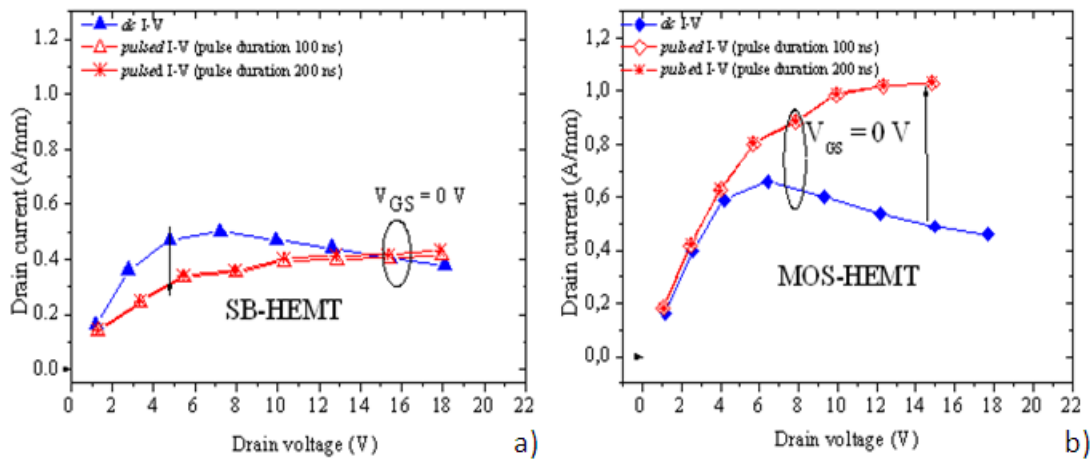 dc I-V
pulsed I-V (pulse duration 100 ns)
pulsed I-V (pulse duration 200 ns)
1.2
1.0
0.8
0.6
0.4
0.2
0.0
Drain current (A/mm)
V_GS = 0 V
SB-HEMT
0 2 4 6 8 10 12 14 16 18 20 22
Drain voltage (V)
a)
dc I-V
pulsed I-V (pulse duration 100 ns)
pulsed I-V (pulse duration 200 ns)
1,2
1,0
0,8
0,6
0,4
0,2
0,0
Drain current (A/mm)
V_GS = 0 V
MOS-HEMT
0 2 4 6 8 10 12 14 16 18 20 22
Drain voltage (V)
b)